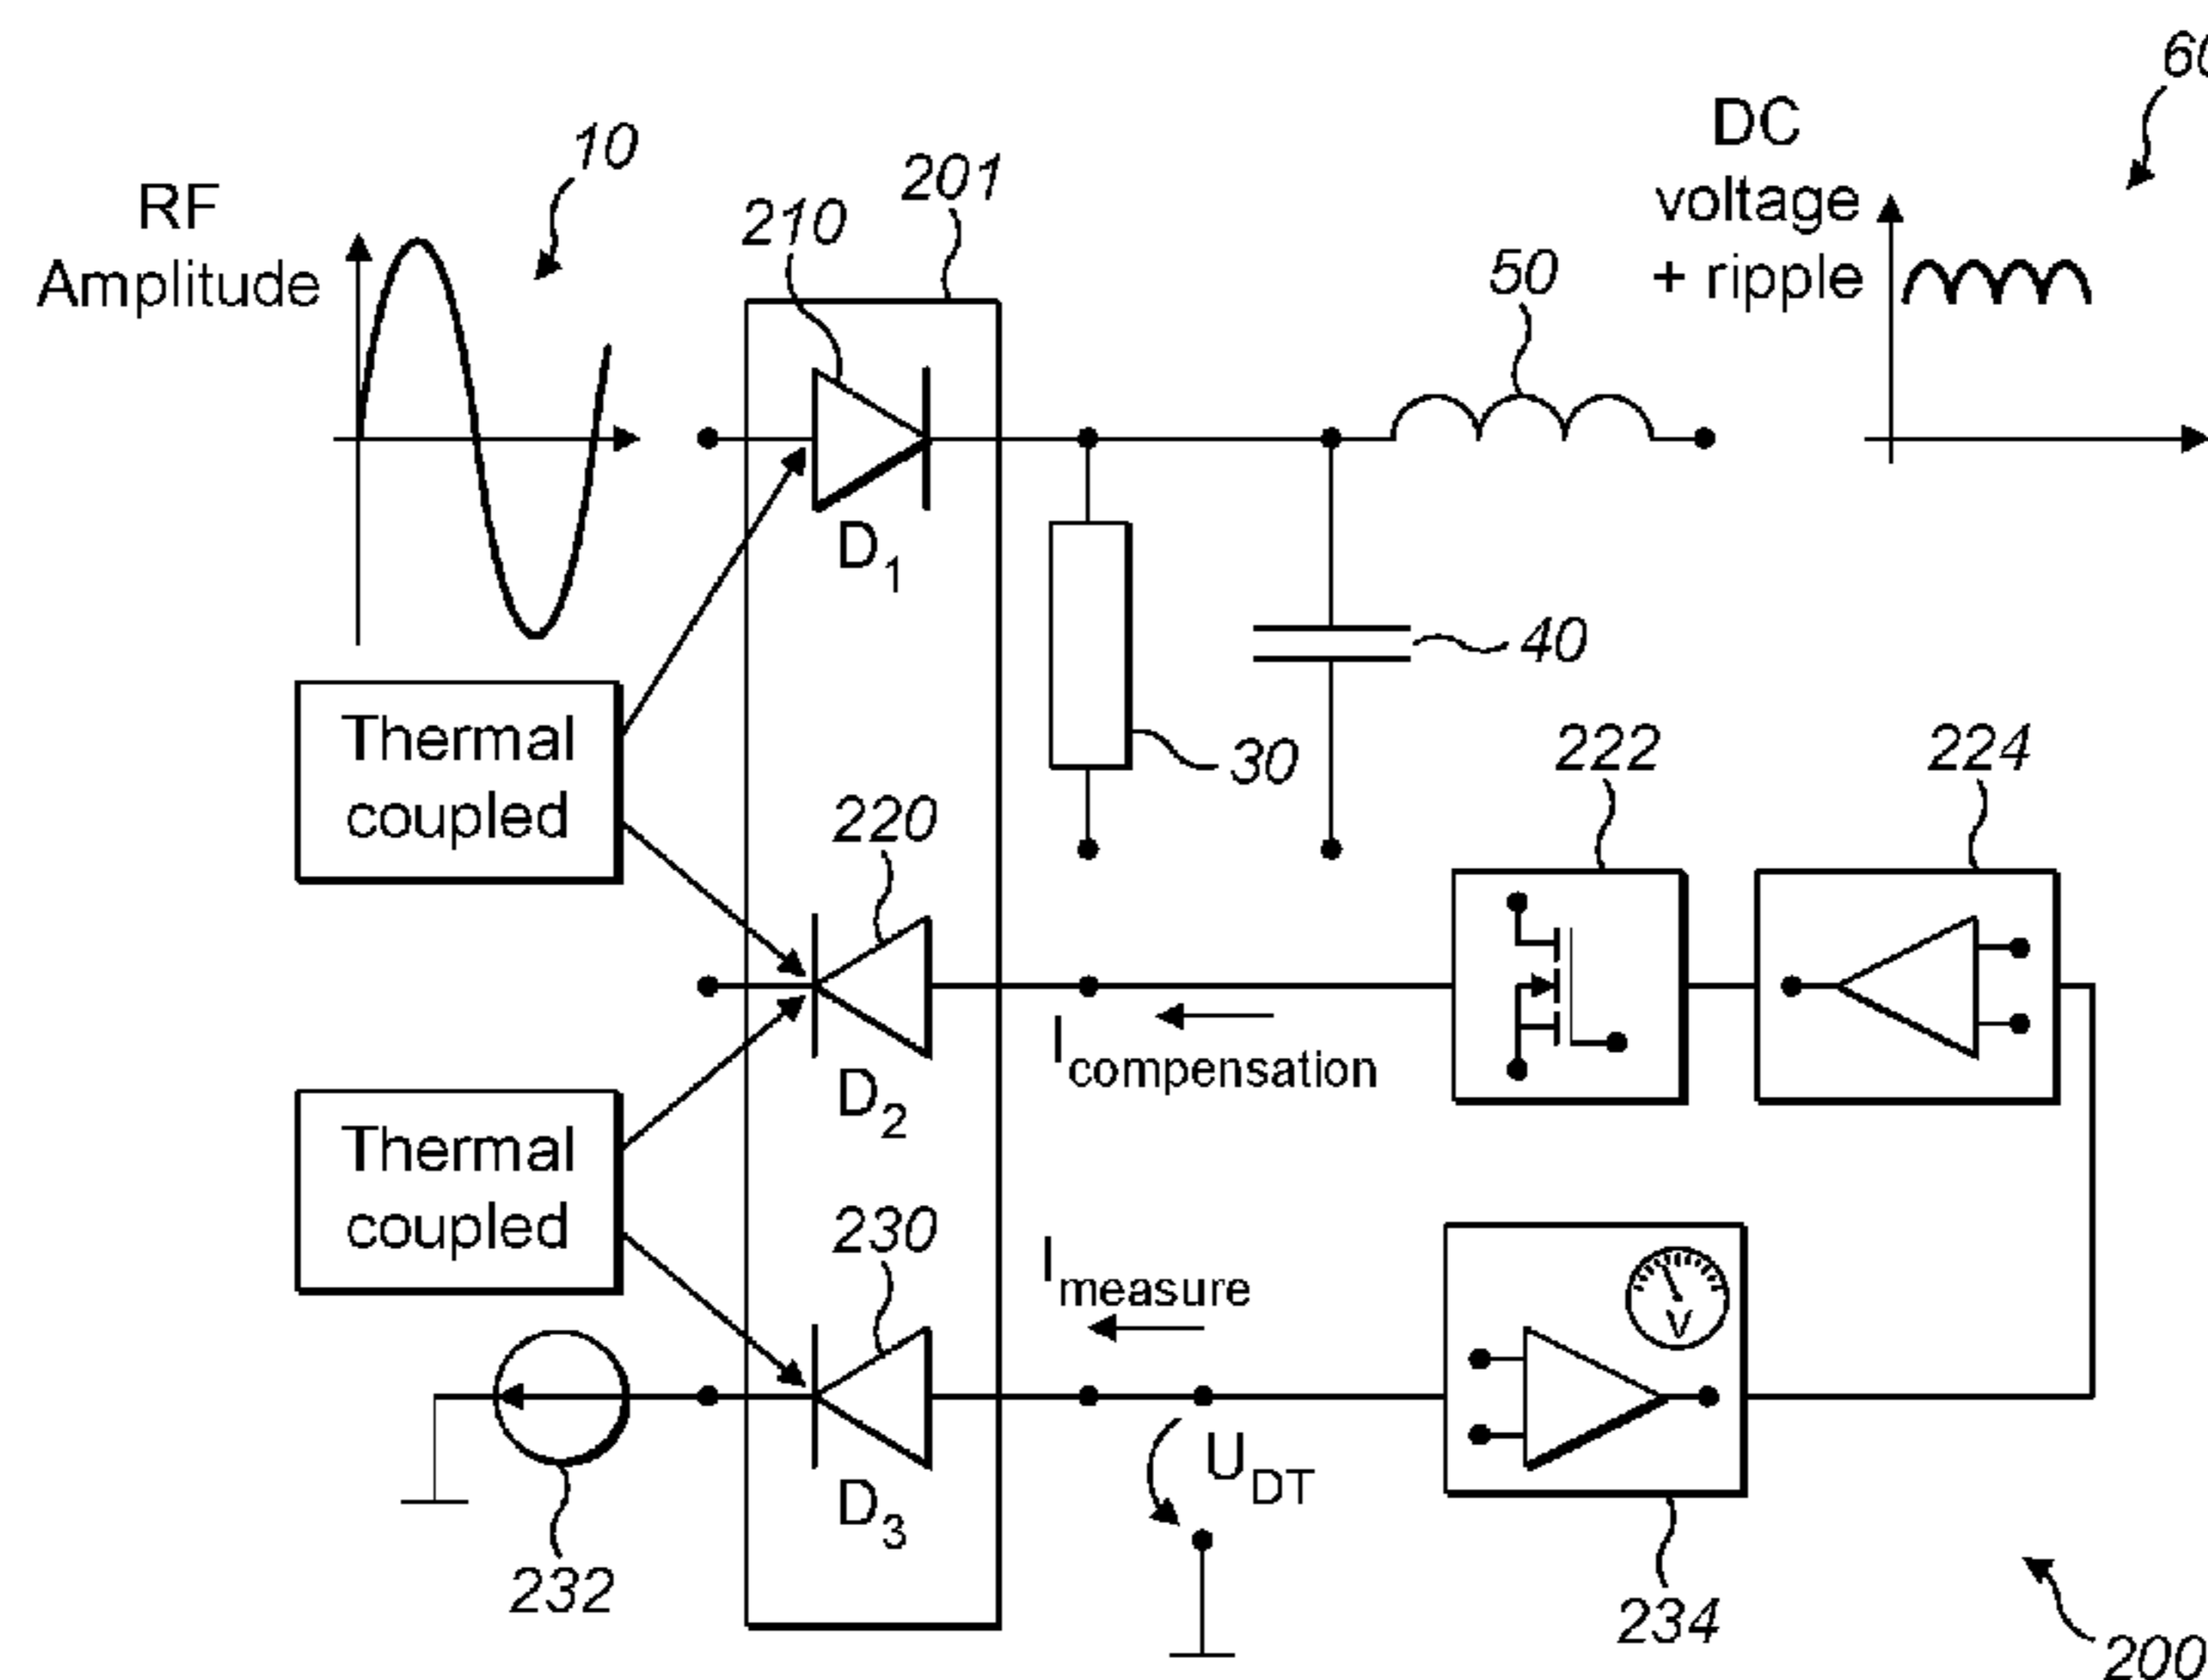 60
DC
voltage
+ ripple
10
RF
Amplitude
201
210
50
D1
40
30
Thermal
coupled
222
224
220
Icompensation
D2
Thermal
coupled
230
Imeasure
V
UDT
D3
232
234
200